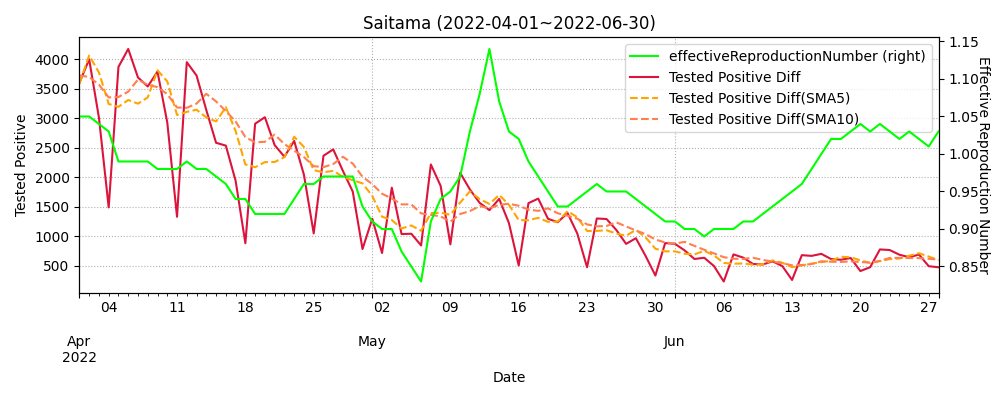 Saitama (2022-04-01~2022-06-30)
effectiveReproductionNumber (right)
Tested Positive Diff
Tested Positive Diff(SMA5)
Tested Positive Diff(SMA10)
Tested Positive
4000
3500
3000
2500
2000
1500
1000
500
1.15
1.10
1.05
1.00
0.95
0.90
0.85
Effective Reproduction Number
04 11 18 25 02 09 16 23 30 06 13 20 27
Apr May Jun
2022
Date